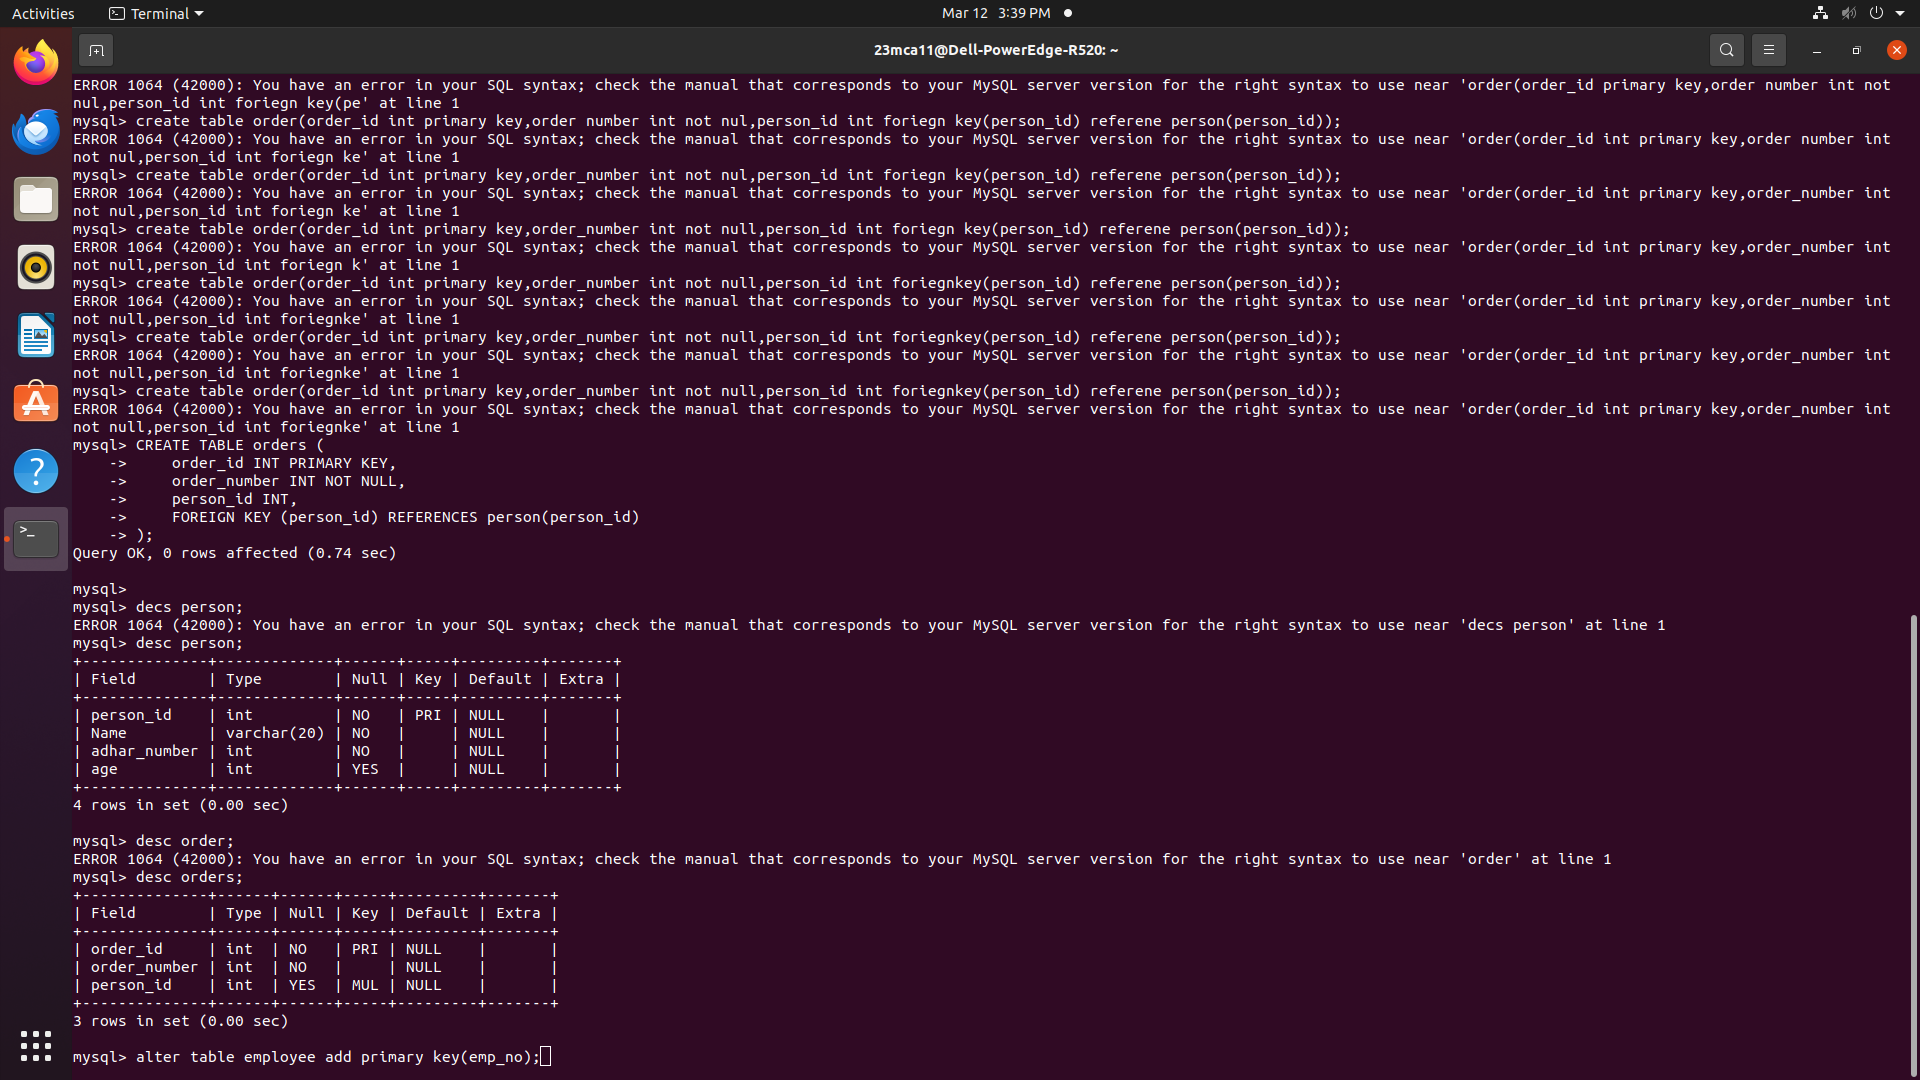 Activities
Terminal
Mar 12 3:39 PM
23mca11@Dell-PowerEdge-R520: ~
ERROR 1064 (42000): You have an error in your SQL syntax; check the manual that corresponds to your MySQL server version for the right syntax to use near 'order(order_id primary key,order number int not
nul,person_id int foriegn key(pe' at line 1
mysql> create table order(order_id int primary key,order number int not nul,person_id int foriegn key(person_id) referene person(person_id));
ERROR 1064 (42000): You have an error in your SQL syntax; check the manual that corresponds to your MySQL server version for the right syntax to use near 'order(order_id int primary key,order number int
not nul,person_id int foriegn ke' at line 1
mysql> create table order(order_id int primary key,order_number int not nul,person_id int foriegn key(person_id) referene person(person_id));
ERROR 1064 (42000): You have an error in your SQL syntax; check the manual that corresponds to your MySQL server version for the right syntax to use near 'order(order_id int primary key,order_number int
not nul,person_id int foriegn ke' at line 1
mysql> create table order(order_id int primary key,order_number int not null,person_id int foriegn key(person_id) referene person(person_id));
ERROR 1064 (42000): You have an error in your SQL syntax; check the manual that corresponds to your MySQL server version for the right syntax to use near 'order(order_id int primary key,order_number int
not null,person_id int foriegn k' at line 1
mysql> create table order(order_id int primary key,order_number int not null,person_id int foriegnkey(person_id) referene person(person_id));
ERROR 1064 (42000): You have an error in your SQL syntax; check the manual that corresponds to your MySQL server version for the right syntax to use near 'order(order_id int primary key,order_number int
not null,person_id int foriegnke' at line 1
mysql> create table order(order_id int primary key,order_number int not null,person_id int foriegnkey(person_id) referene person(person_id));
ERROR 1064 (42000): You have an error in your SQL syntax; check the manual that corresponds to your MySQL server version for the right syntax to use near 'order(order_id int primary key,order_number int
not null,person_id int foriegnke' at line 1
mysql> create table order(order_id int primary key,order_number int not null,person_id int foriegnkey(person_id) referene person(person_id));
ERROR 1064 (42000): You have an error in your SQL syntax; check the manual that corresponds to your MySQL server version for the right syntax to use near 'order(order_id int primary key,order_number int
not null,person_id int foriegnke' at line 1
mysql> CREATE TABLE orders (
    ->     order_id INT PRIMARY KEY,
    ->     order_number INT NOT NULL,
    ->     person_id INT,
    ->     FOREIGN KEY (person_id) REFERENCES person(person_id)
    -> );
Query OK, 0 rows affected (0.74 sec)

mysql>
mysql> decs person;
ERROR 1064 (42000): You have an error in your SQL syntax; check the manual that corresponds to your MySQL server version for the right syntax to use near 'decs person' at line 1
mysql> desc person;
+--------------+-------------+------+-----+---------+-------+
| Field        | Type        | Null | Key | Default | Extra |
+--------------+-------------+------+-----+---------+-------+
| person_id    | int         | NO   | PRI | NULL    |       |
| Name         | varchar(20) | NO   |     | NULL    |       |
| adhar_number | int         | NO   |     | NULL    |       |
| age          | int         | YES  |     | NULL    |       |
+--------------+-------------+------+-----+---------+-------+
4 rows in set (0.00 sec)

mysql> desc order;
ERROR 1064 (42000): You have an error in your SQL syntax; check the manual that corresponds to your MySQL server version for the right syntax to use near 'order' at line 1
mysql> desc orders;
+--------------+------+------+-----+---------+-------+
| Field        | Type | Null | Key | Default | Extra |
+--------------+------+------+-----+---------+-------+
| order_id     | int  | NO   | PRI | NULL    |       |
| order_number | int  | NO   |     | NULL    |       |
| person_id    | int  | YES  | MUL | NULL    |       |
+--------------+------+------+-----+---------+-------+
3 rows in set (0.00 sec)

mysql> alter table employee add primary key(emp_no);